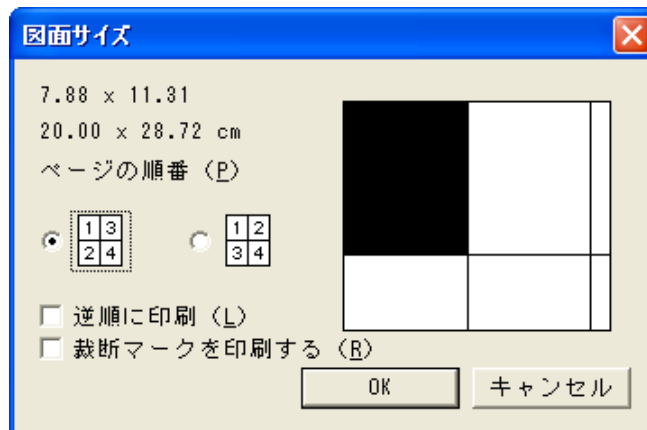 図面サイズ
7.88 x 11.31
20.00 x 28.72 cm
ページの順番 (P)
1 3
2 4
1 2
3 4
逆順に印刷 (L)
裁断マークを印刷する (R)
OK
キャンセル